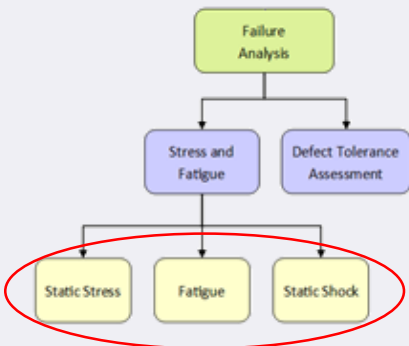 Failure
Analysis
Stress and
Fatigue
Defect Tolerance
Assessment
Static Stress
Fatigue
Static Shock